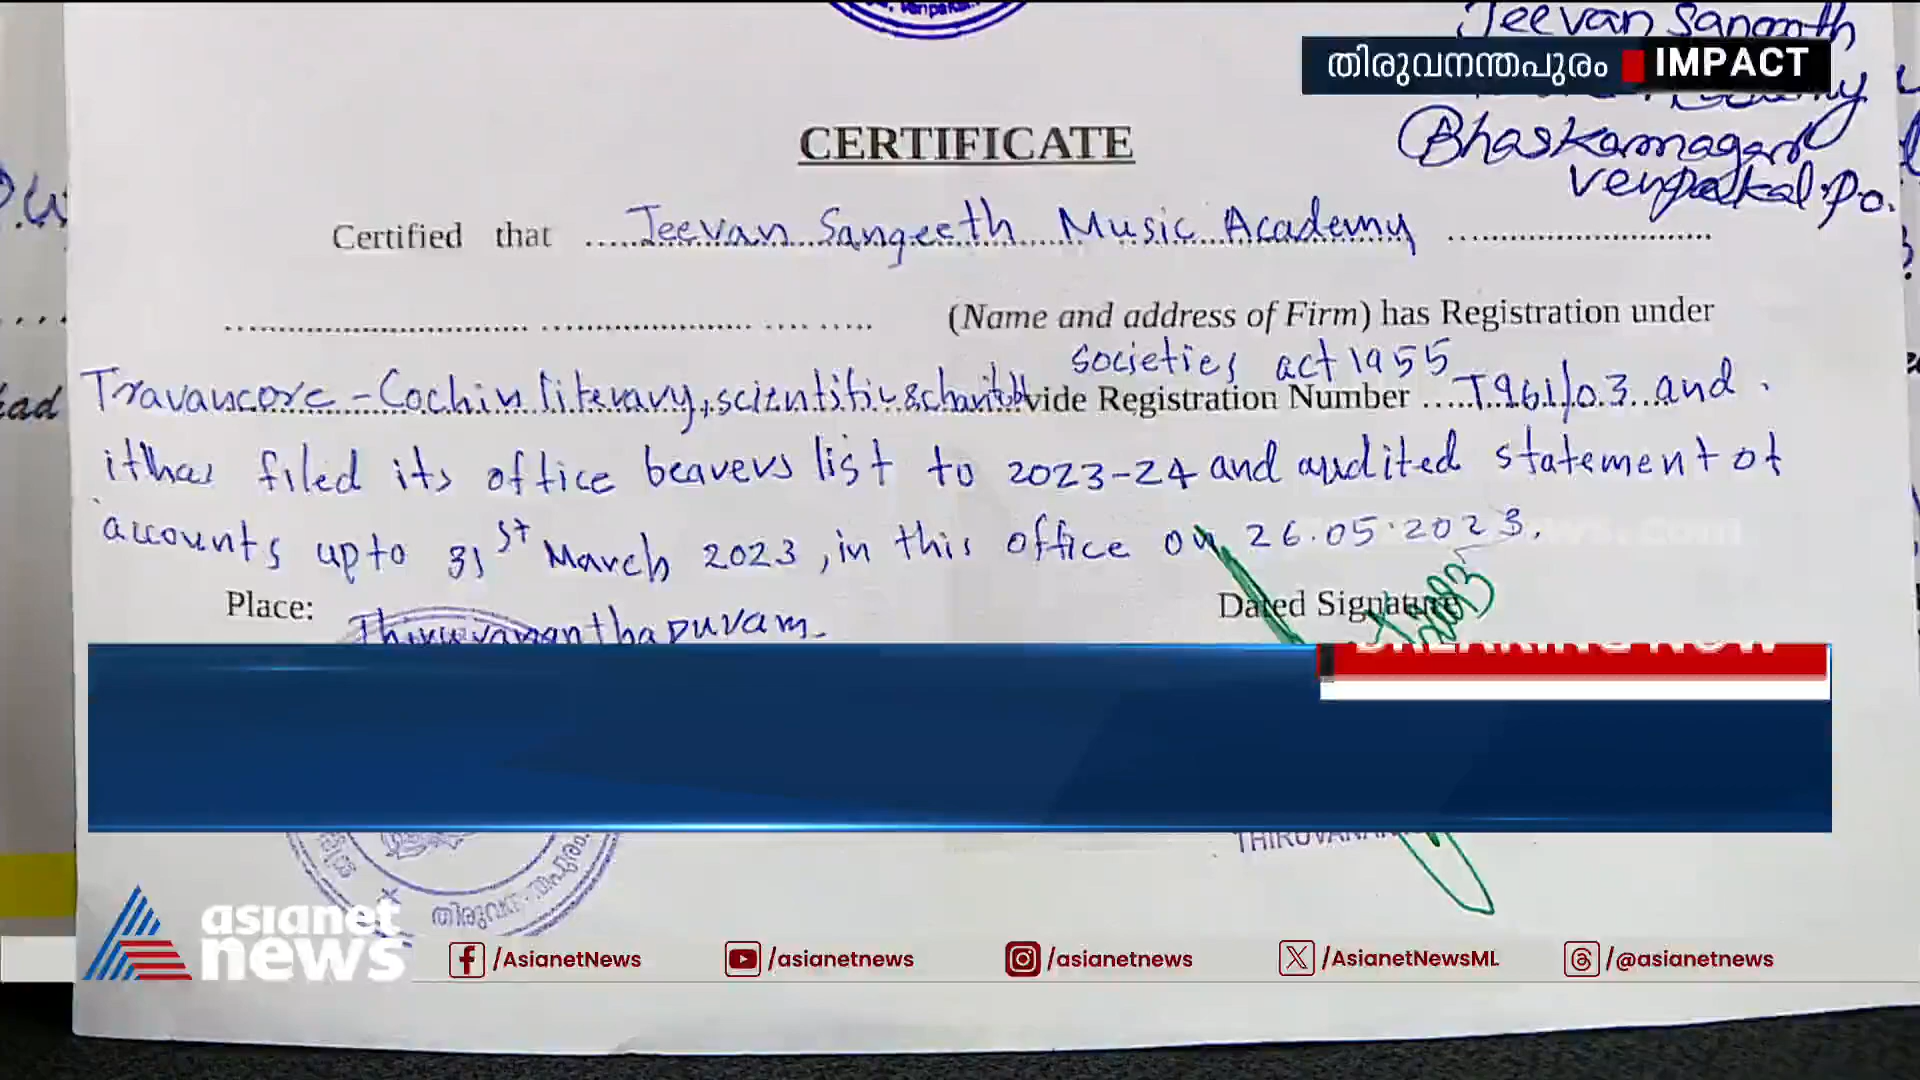 Venpakal
Jeevan Sangeeth
തിരുവനന്തപുരം IMPACT
Bhaskarnagar
Venpakal.P.o.
CERTIFICATE
Certified that Jeevan Sangeeth Music Academy
(Name and address of Firm) has Registration under
societies act 1955
Travancore-Cochin literary, scientific & charitable vide Registration Number T961/03 and
it has filed its office bearers list to 2023-24 and audited statement of
accounts upto 31st March 2023, in this office on 26.05.2023.
Place: Thiruvananthapuram. Dated Signature
BREAKING NOW
asianet
news
/AsianetNews /asianetnews /asianetnews /AsianetNewsML /@asianetnews